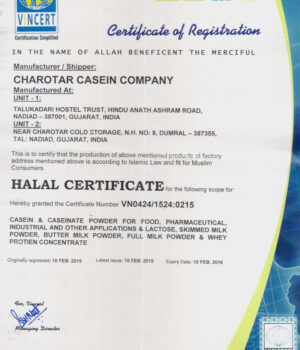 VINCERT
Certification Simplified
Certificate of Registration
IN THE NAME OF ALLAH BENEFICENT THE MERCIFUL
Manufacturer / Shipper:
CHAROTAR CASEIN COMPANY
Manufactured At:
UNIT - 1:
TALUKADARI HOSTEL TRUST, HINDU ANATH ASHRAM ROAD,
NADIAD – 387001, GUJARAT, INDIA
UNIT - 2:
NEAR CHAROTAR COLD STORAGE, N.H. NO: 8, DUMRAL – 387355,
TAL: NADIAD, GUJARAT, INDIA
This is to certify that the production of above mentioned products of factory
address mentioned above is according to Islamic Law and fit for Muslim
Consumers.
HALAL CERTIFICATE for the following scope for:
Hereby granted the Certificate Number VN0424/1524:0215
CASEIN & CASEINATE POWDER FOR FOOD, PHARMACEUTICAL,
INDUSTRIAL AND OTHER APPLICATIONS & LACTOSE, SKIMMED MILK
POWDER, BUTTER MILK POWDER, FULL MILK POWDER & WHEY
PROTIEN CONCENTRATE
Originally registered: 10 FEB. 2015 Latest issue: 10 FEB. 2015 Expiry Date: 10 FEB. 2016
For, Vincert
Managing Director